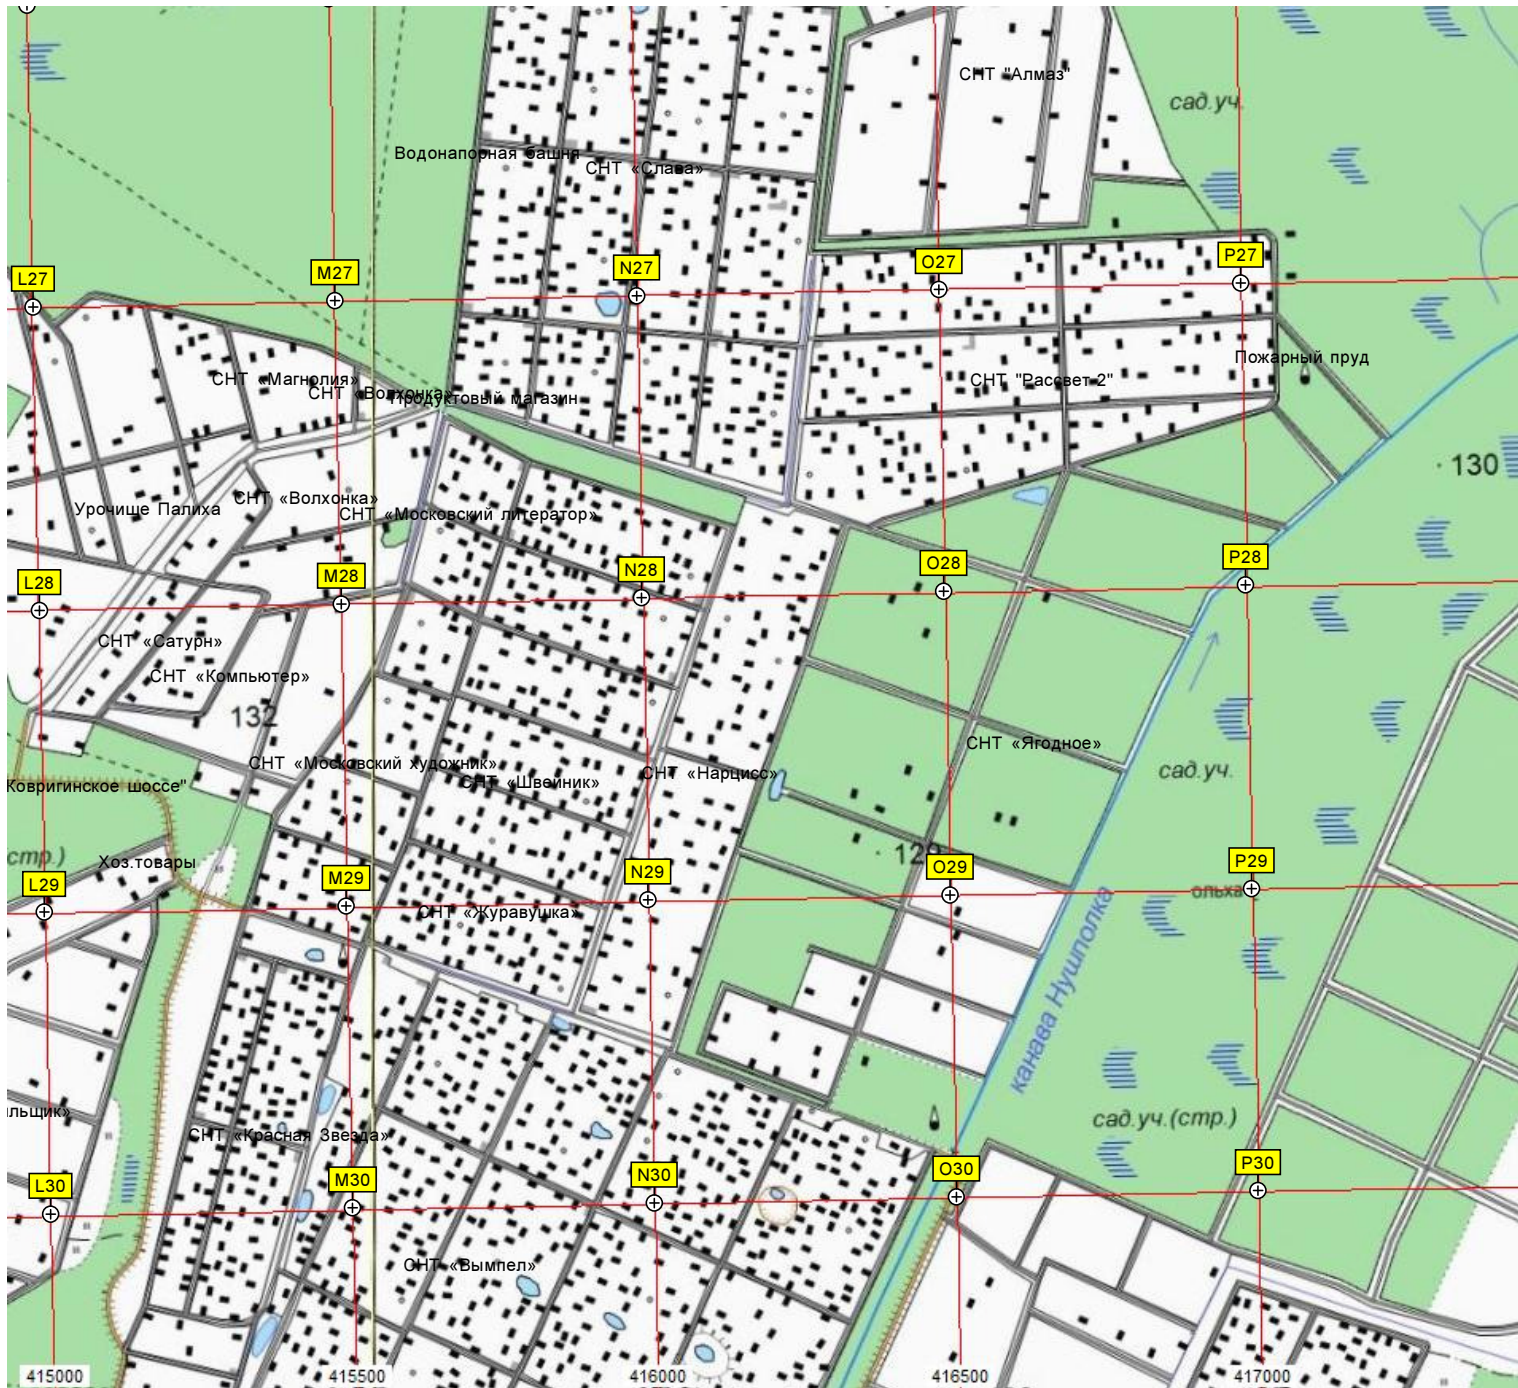 СНТ "Алмаз"
сад.уч.
Водонапорная башня
СНТ «Слава»
L27
M27
N27
O27
P27
Пожарный пруд
СНТ «Магнолия»
СНТ «Волхонка»
Продуктовый магазин
СНТ "Рассвет-2"
130
СНТ «Волхонка»
Урочище Палиха
СНТ «Московский литератор»
L28
M28
N28
O28
P28
СНТ «Сатурн»
СНТ «Компьютер»
132
СНТ «Ягодное»
СНТ «Московский художник»
СНТ «Швейник»
СНТ «Нарцисс»
сад.уч.
Ковригинское шоссе"
стр.)
Хоз.товары
129
L29
M29
N29
O29
P29
ольха
СНТ «Журавушка»
канава Нушполка
льщик»
СНТ «Красная Звезда»
сад.уч.(стр.)
L30
M30
N30
O30
P30
СНТ «Вымпел»
415000
415500
416000
416500
417000